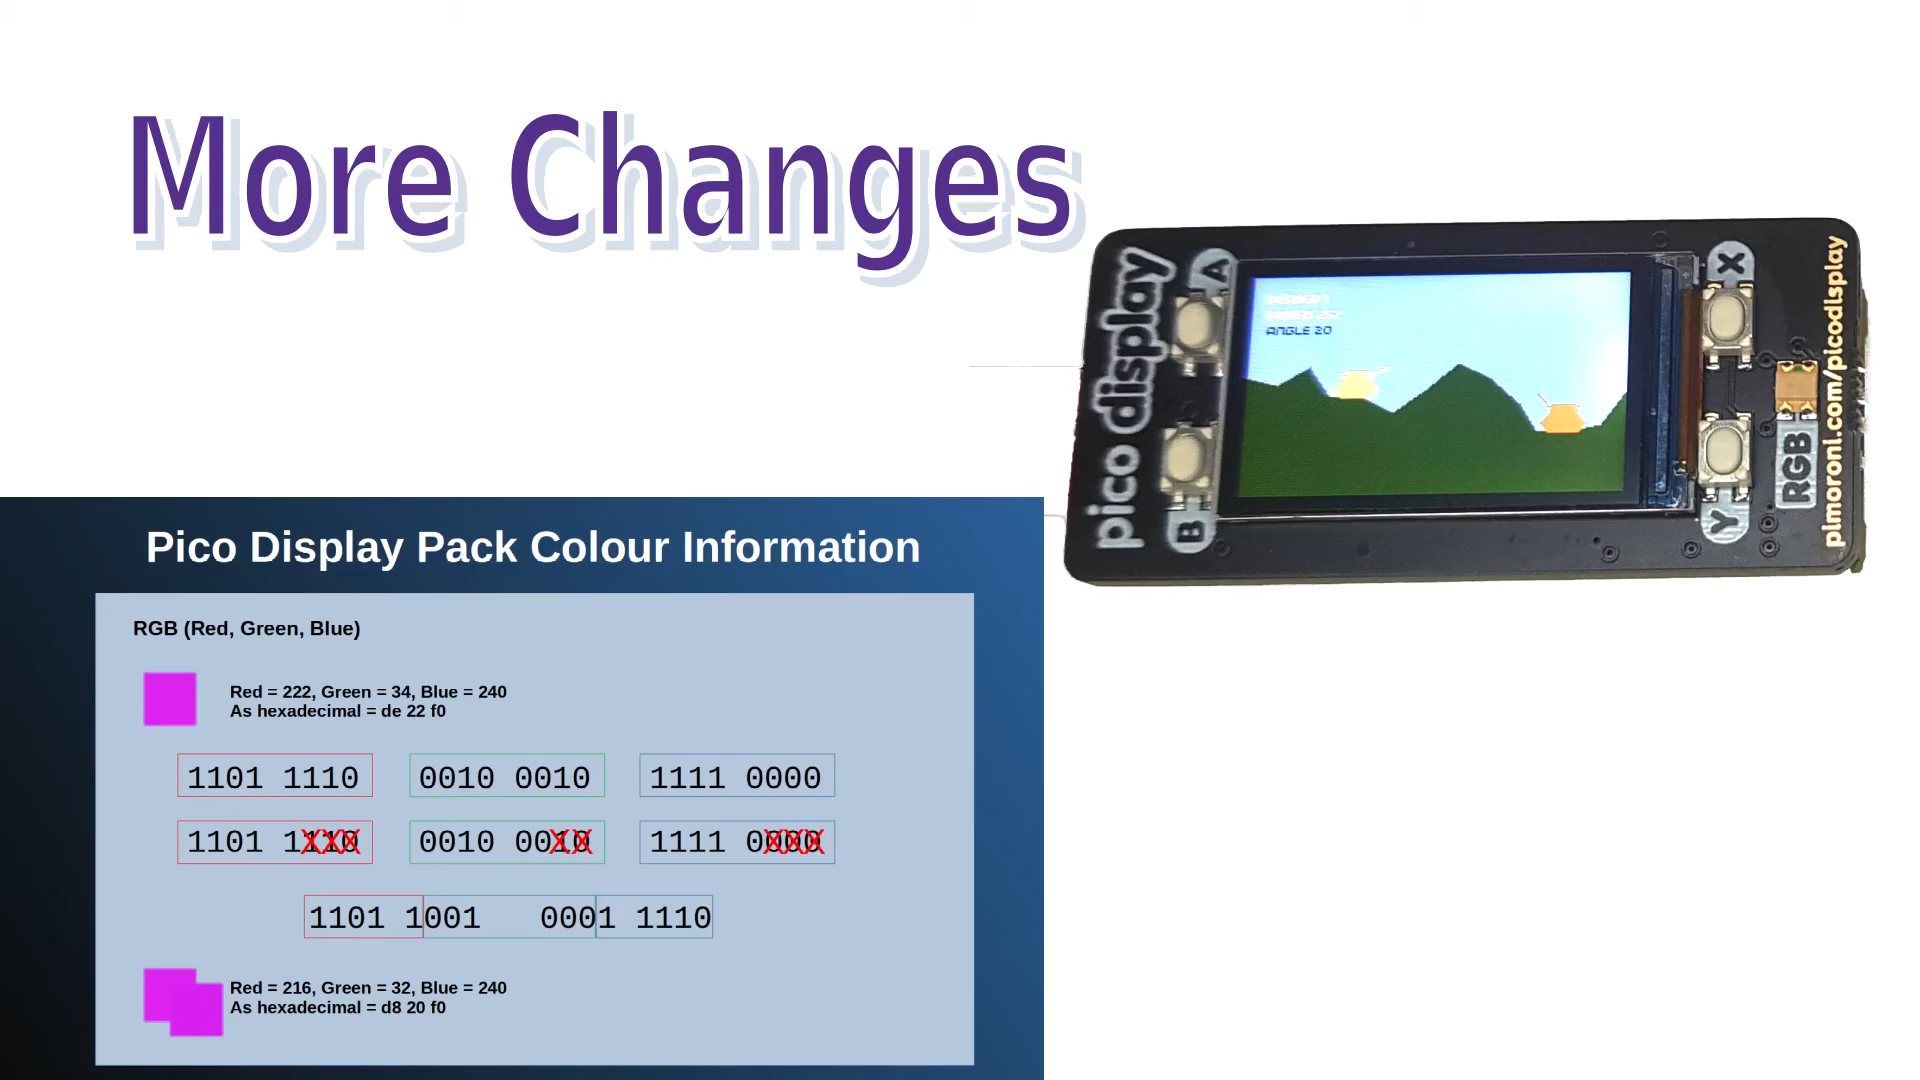 More Changes
pico display
A
B
X
Y
RGB
pimoroni.com/picodisplay
ANGLE 20
Pico Display Pack Colour Information
RGB (Red, Green, Blue)
Red = 222, Green = 34, Blue = 240
As hexadecimal = de 22 f0
1101 1110 0010 0010 1111 0000
1101 1110 0010 0010 1111 0000
1101 1001 0001 1110
Red = 216, Green = 32, Blue = 240
As hexadecimal = d8 20 f0